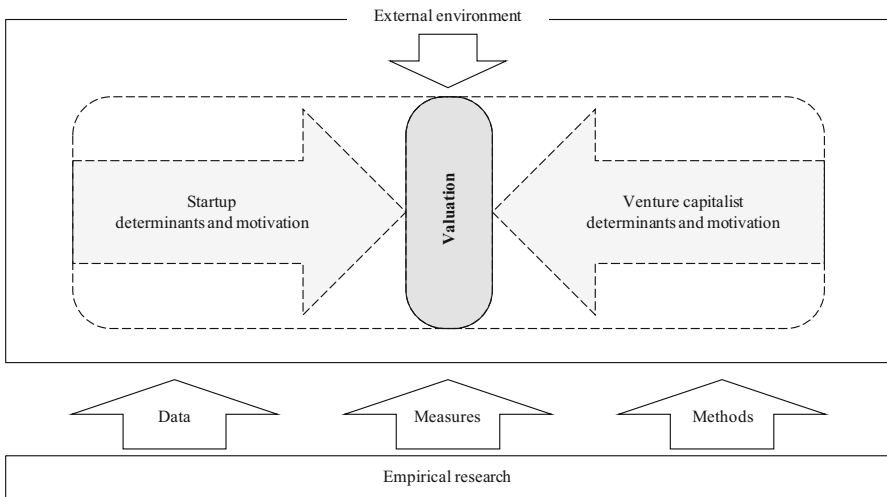 External environment
Startup
determinants and motivation
Valuation
Venture capitalist
determinants and motivation
Data
Measures
Methods
Empirical research